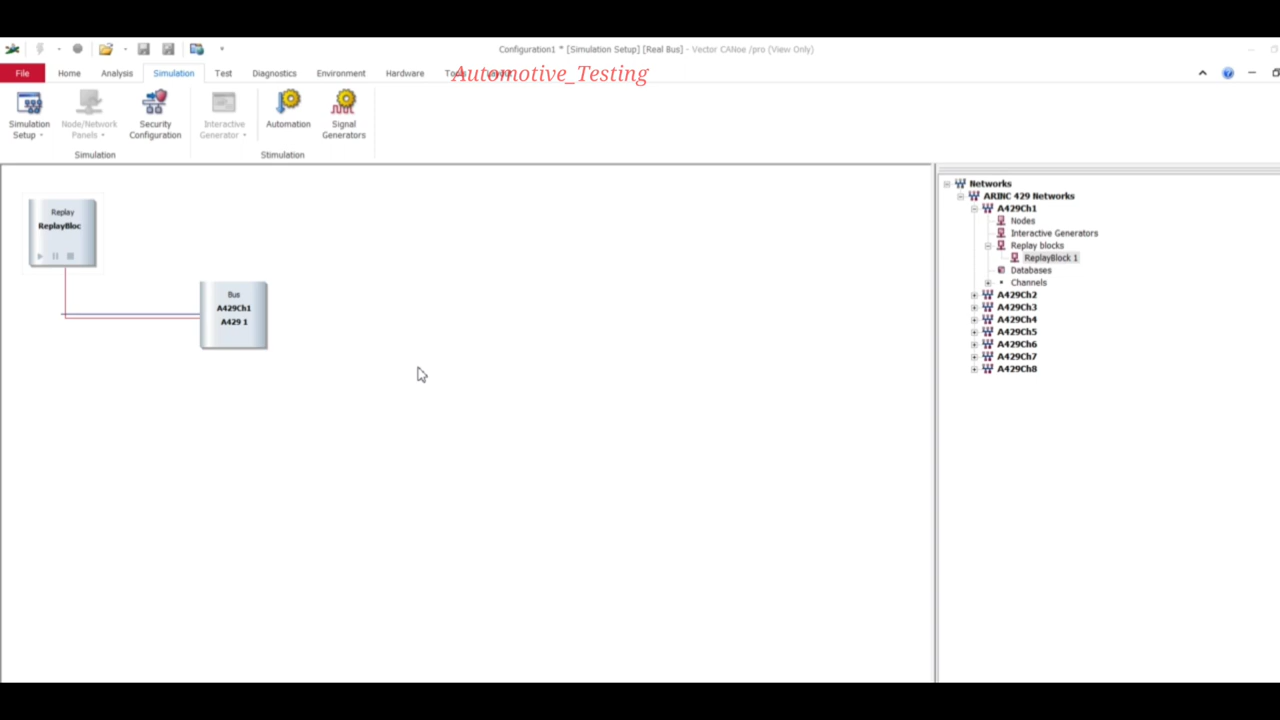 Configuration1 * [Simulation Setup] [Real Bus] - Vector CANoe /pro (View Only)
File Home Analysis Simulation Test Diagnostics Environment Hardware
Automotive_Testing
Simulation Setup
Node/Network Panels
Security Configuration
Interactive Generator
Automation
Signal Generators
Simulation
Stimulation
Replay
ReplayBloc
Bus
A429Ch1
A429 1
Networks
ARINC 429 Networks
A429Ch1
Nodes
Interactive Generators
Replay blocks
ReplayBlock 1
Databases
Channels
A429Ch2
A429Ch3
A429Ch4
A429Ch5
A429Ch6
A429Ch7
A429Ch8